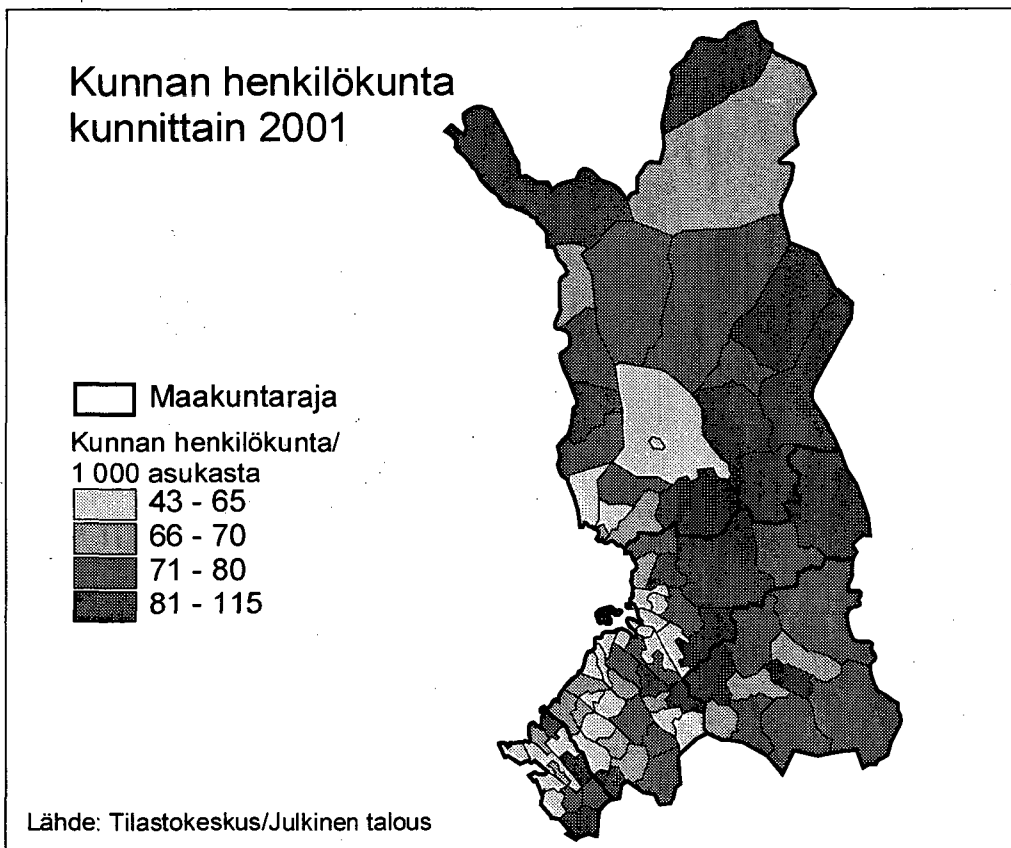 Kunnan henkilökunta
kunnittain 2001
Maakuntaraja
Kunnan henkilökunta/
1 000 asukasta
43 - 65
66 - 70
71 - 80
81 - 115
Lähde: Tilastokeskus/Julkinen talous